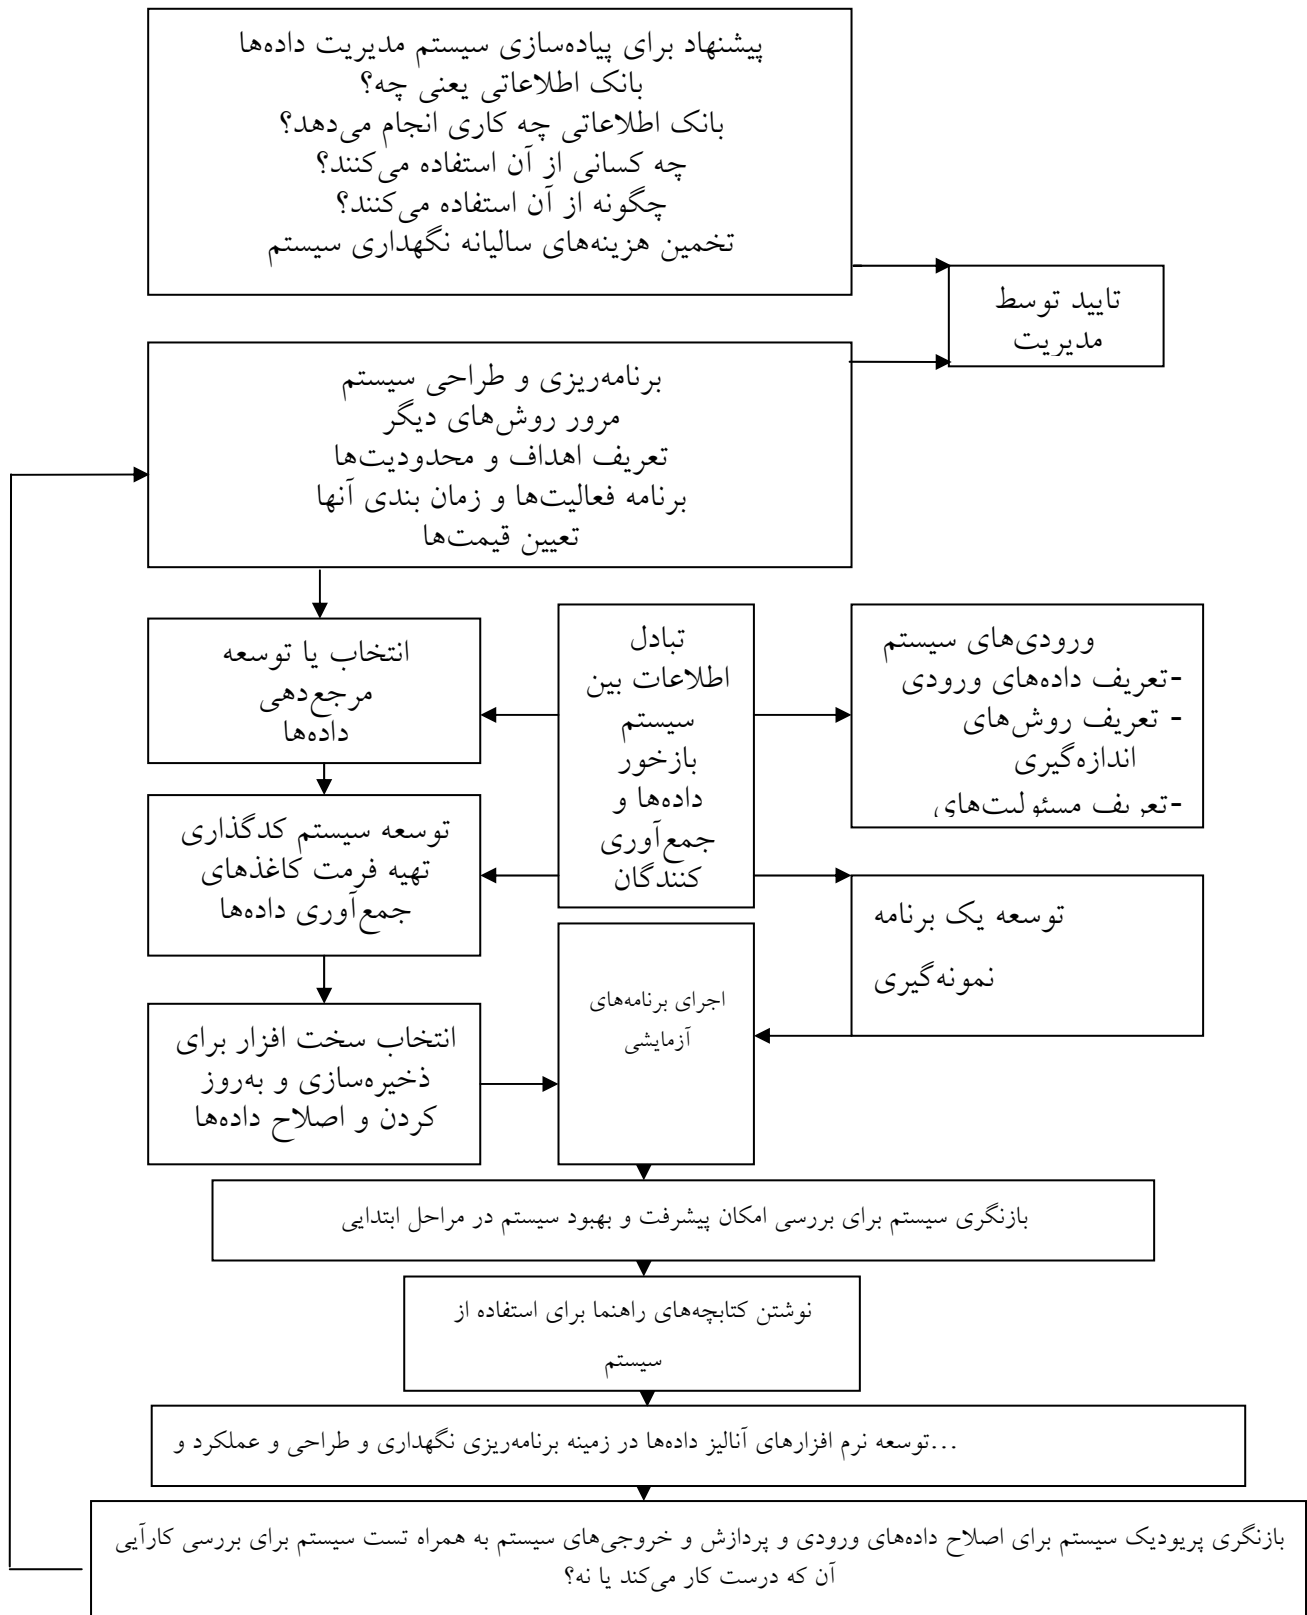 پیشنهاد برای پیاده‌سازی سیستم مدیریت داده‌ها
بانک اطلاعاتی یعنی چه؟
بانک اطلاعاتی چه کاری انجام می‌دهد؟
چه کسانی از آن استفاده می‌کنند؟
چگونه از آن استفاده می‌کنند؟
تخمین هزینه‌های سالیانه نگهداری سیستم
تایید توسط
مدیریت
برنامه‌ریزی و طراحی سیستم
مرور روش‌های دیگر
تعریف اهداف و محدودیت‌ها
برنامه فعالیت‌ها و زمان بندی آنها
تعیین قیمت‌ها
ورودی‌های سیستم
-تعریف داده‌های ورودی
- تعریف روش‌های
اندازه‌گیری
-تعریف مسئولیت‌های
تبادل
اطلاعات بین
سیستم
بازخور
داده‌ها و
جمع‌آوری
کنندگان
انتخاب یا توسعه
مرجع‌دهی
داده‌ها
توسعه سیستم کدگذاری
تهیه فرمت کاغذهای
جمع‌آوری داده‌ها
توسعه یک برنامه
نمونه‌گیری
اجرای برنامه‌های
آزمایشی
انتخاب سخت افزار برای
ذخیره‌سازی و به‌روز
کردن و اصلاح داده‌ها
بازنگری سیستم برای بررسی امکان پیشرفت و بهبود سیستم در مراحل ابتدایی
نوشتن کتابچه‌های راهنما برای استفاده از
سیستم
...توسعه نرم افزارهای آنالیز داده‌ها در زمینه برنامه‌ریزی نگهداری و طراحی و عملکرد و
بازنگری پریودیک سیستم برای اصلاح داده‌های ورودی و پردازش و خروجی‌های سیستم به همراه تست سیستم برای بررسی کارآیی
آن که درست کار می‌کند یا نه؟